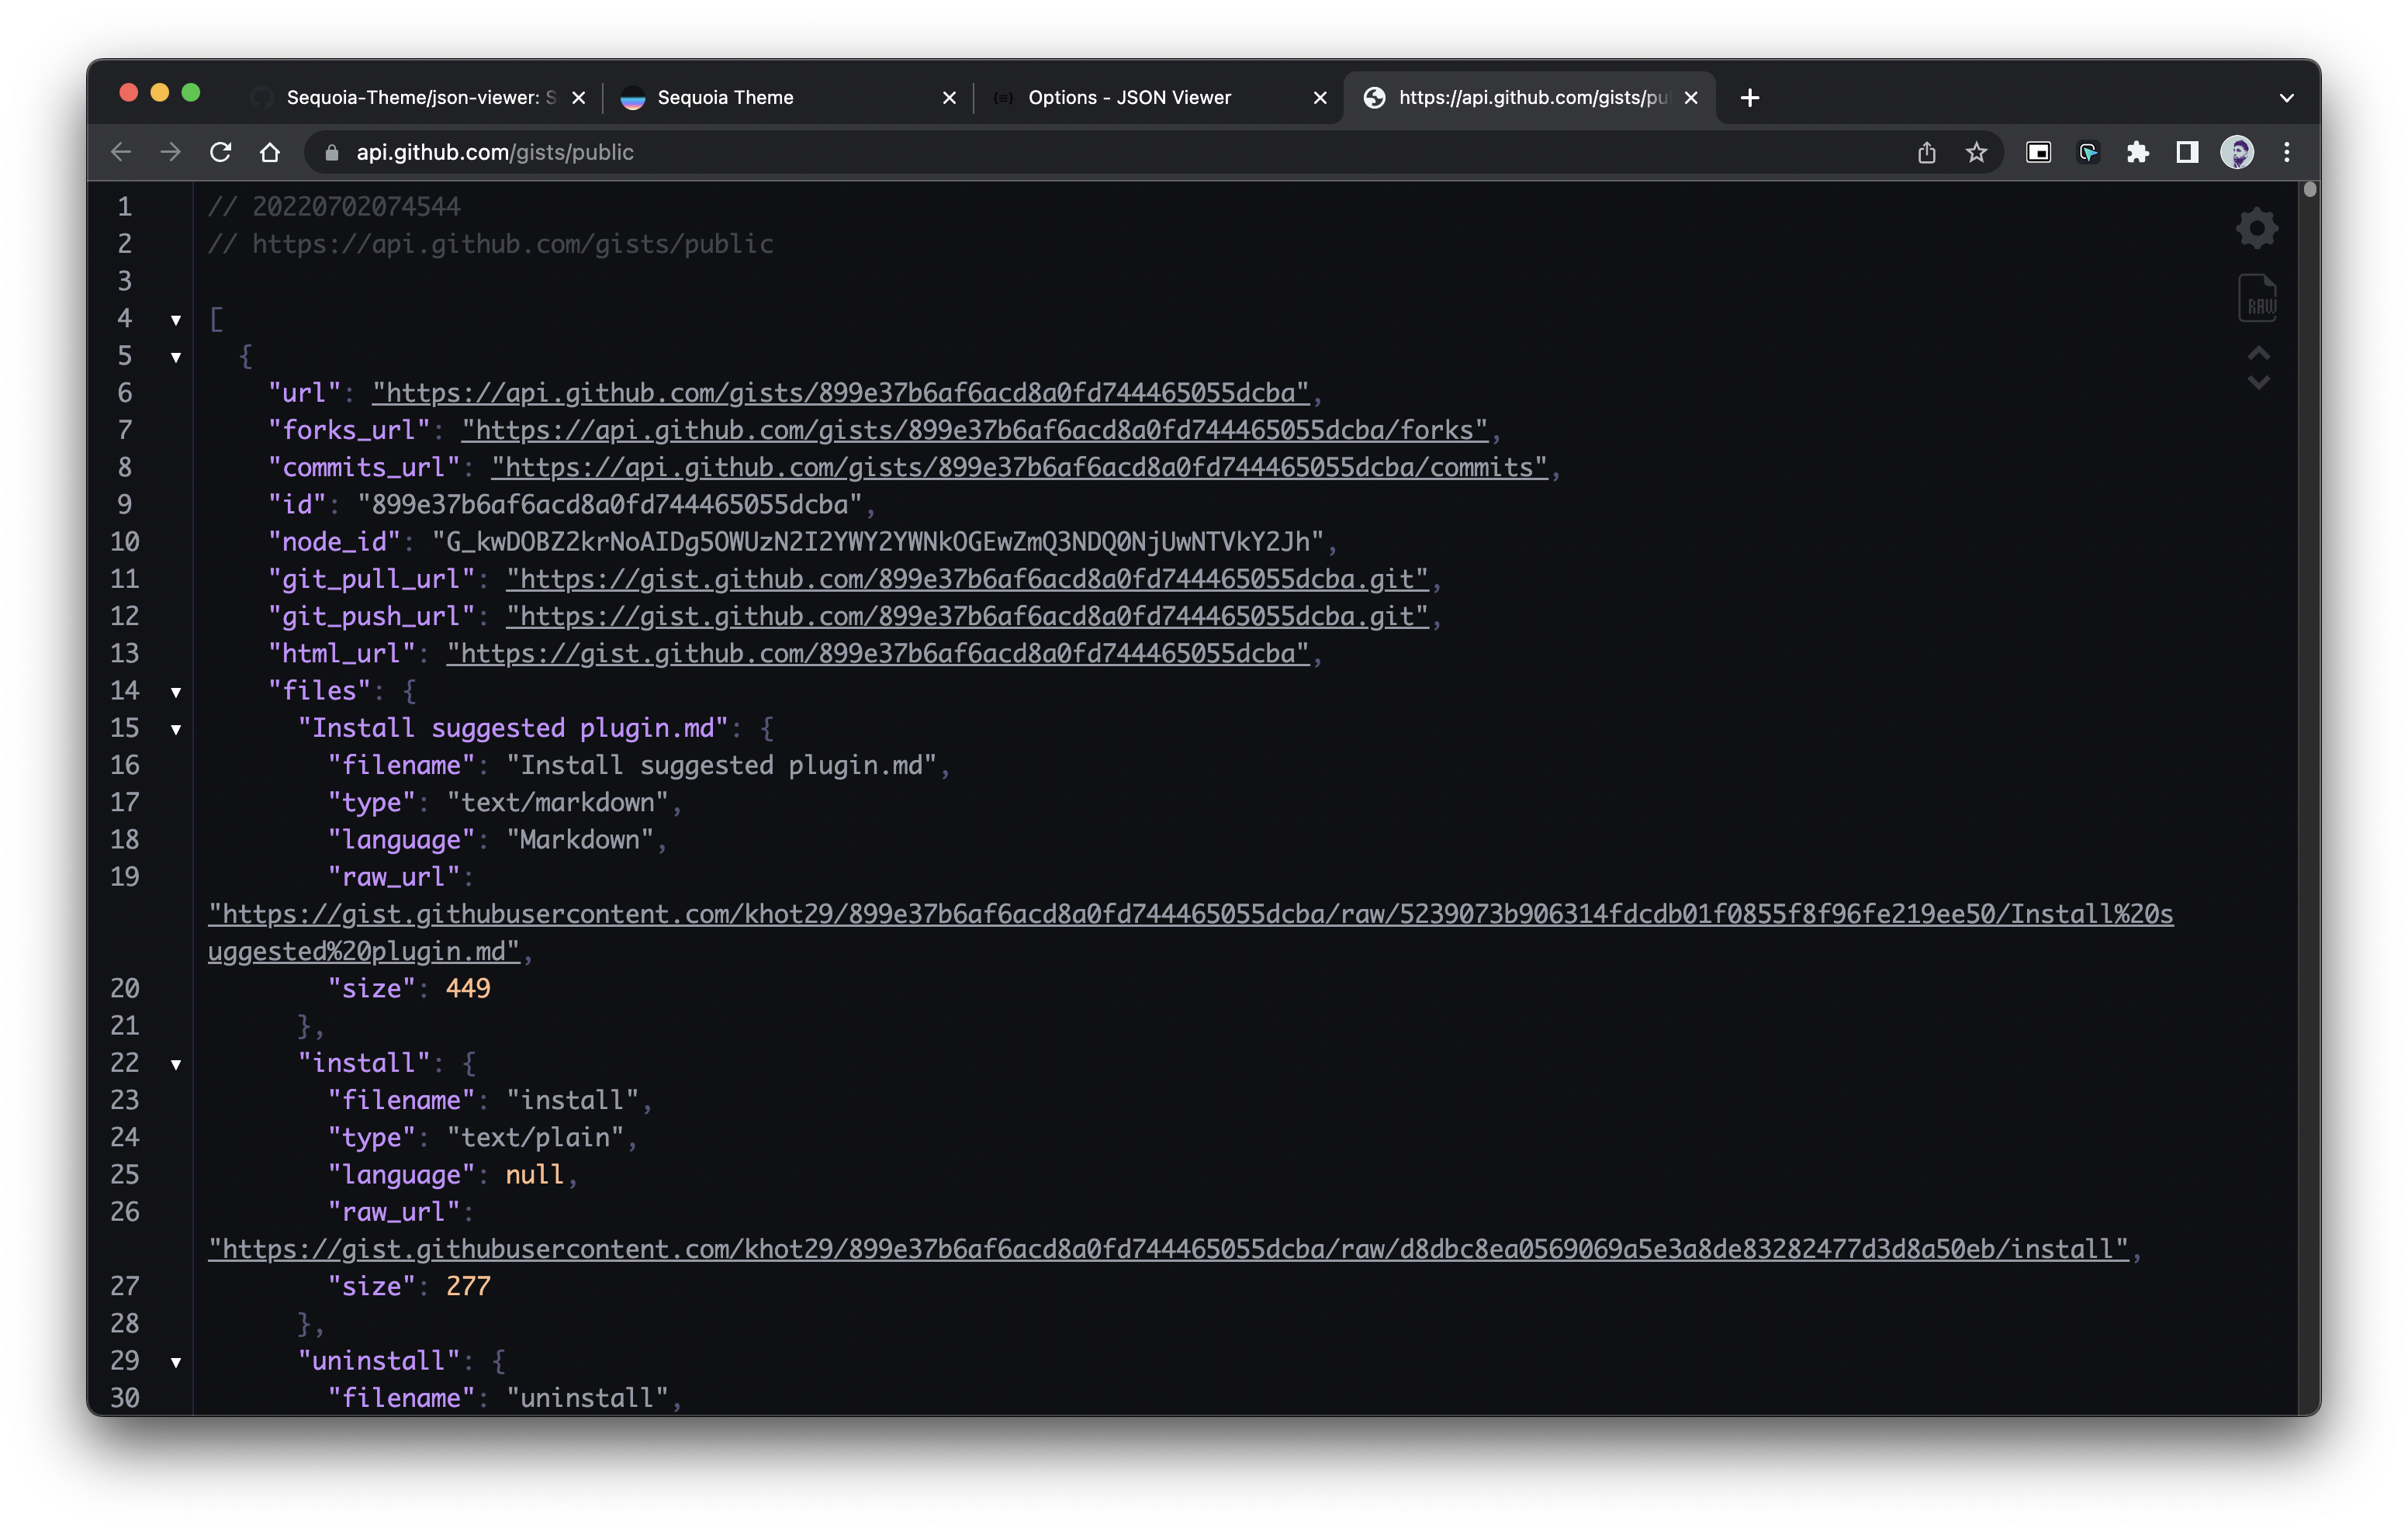 Sequoia-Theme/json-viewer: S
Sequoia Theme
Options - JSON Viewer
https://api.github.com/gists/pu
api.github.com/gists/public
1 // 20220702074544
2 // https://api.github.com/gists/public
3
4 [
5 {
6 "url": "https://api.github.com/gists/899e37b6af6acd8a0fd744465055dcba",
7 "forks_url": "https://api.github.com/gists/899e37b6af6acd8a0fd744465055dcba/forks",
8 "commits_url": "https://api.github.com/gists/899e37b6af6acd8a0fd744465055dcba/commits",
9 "id": "899e37b6af6acd8a0fd744465055dcba",
10 "node_id": "G_kwDOBZ2krNoAIDg5OWUzN2I2YWY2YWNkOGEwZmQ3NDQ0NjUwNTVkY2Jh",
11 "git_pull_url": "https://gist.github.com/899e37b6af6acd8a0fd744465055dcba.git",
12 "git_push_url": "https://gist.github.com/899e37b6af6acd8a0fd744465055dcba.git",
13 "html_url": "https://gist.github.com/899e37b6af6acd8a0fd744465055dcba",
14 "files": {
15 "Install suggested plugin.md": {
16 "filename": "Install suggested plugin.md",
17 "type": "text/markdown",
18 "language": "Markdown",
19 "raw_url":
"https://gist.githubusercontent.com/khot29/899e37b6af6acd8a0fd744465055dcba/raw/5239073b906314fdcdb01f0855f8f96fe219ee50/Install%20s
uggested%20plugin.md",
20 "size": 449
21 },
22 "install": {
23 "filename": "install",
24 "type": "text/plain",
25 "language": null,
26 "raw_url":
"https://gist.githubusercontent.com/khot29/899e37b6af6acd8a0fd744465055dcba/raw/d8dbc8ea0569069a5e3a8de83282477d3d8a50eb/install",
27 "size": 277
28 },
29 "uninstall": {
30 "filename": "uninstall",
RAW